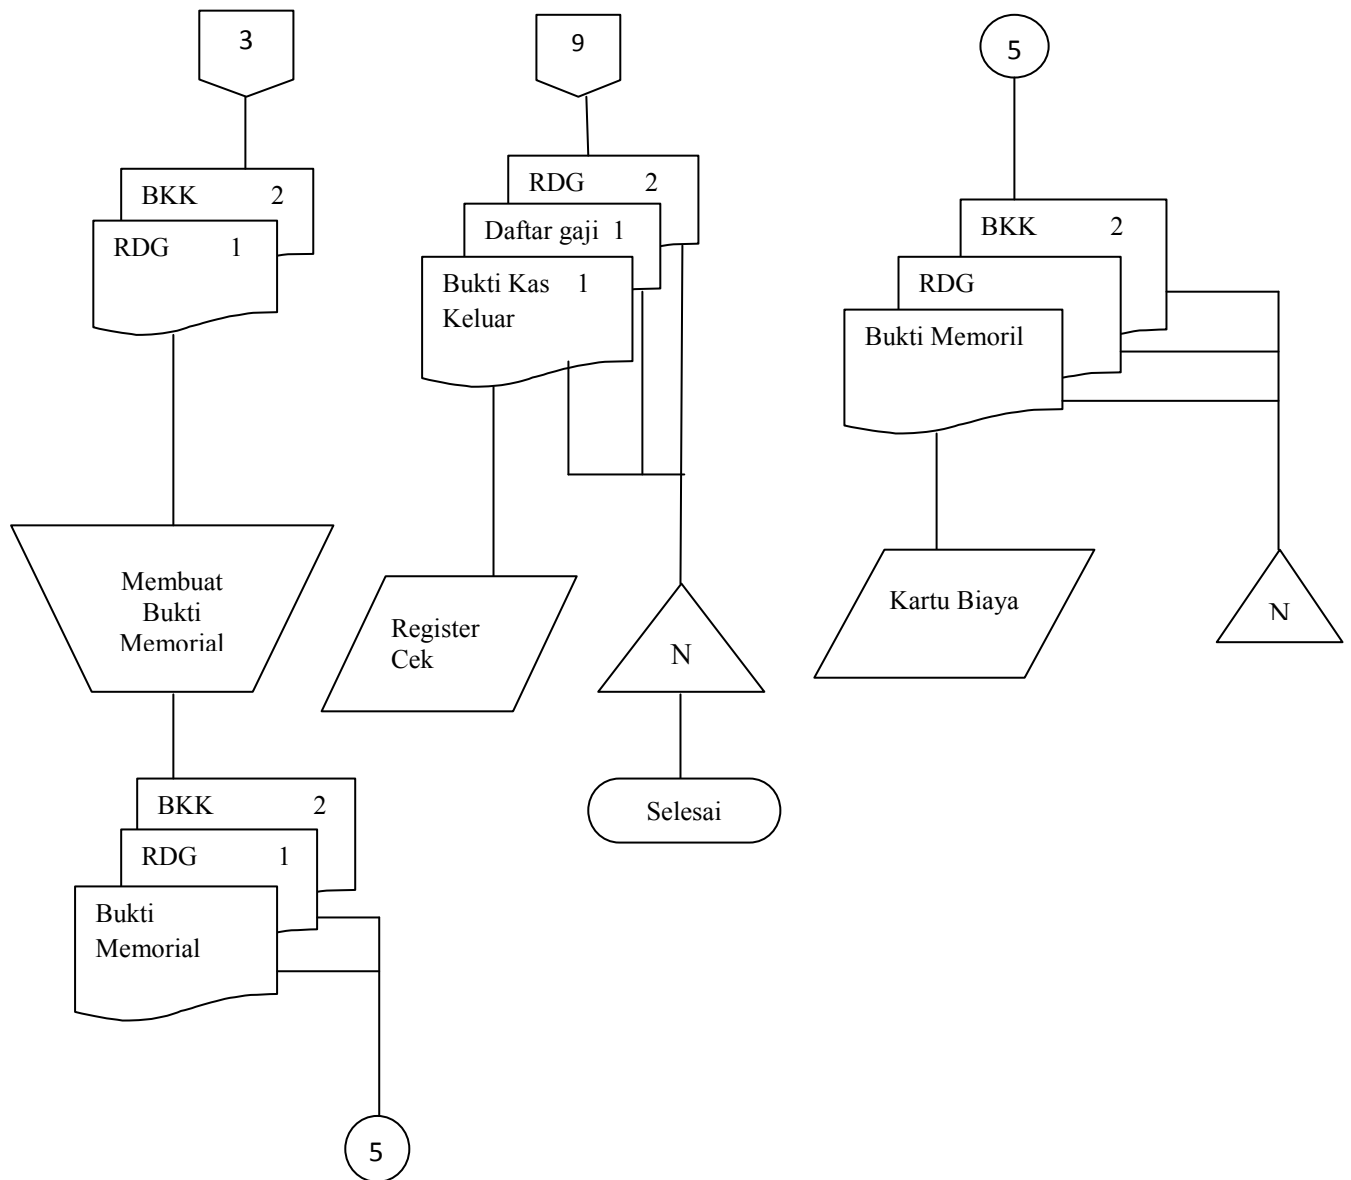 3
BKK 2
RDG 1
Membuat
Bukti
Memorial
BKK 2
RDG 1
Bukti
Memorial
5
9
RDG 2
Daftar gaji 1
Bukti Kas 1
Keluar
Register
Cek
N
Selesai
5
BKK 2
RDG
Bukti Memoril
Kartu Biaya
N